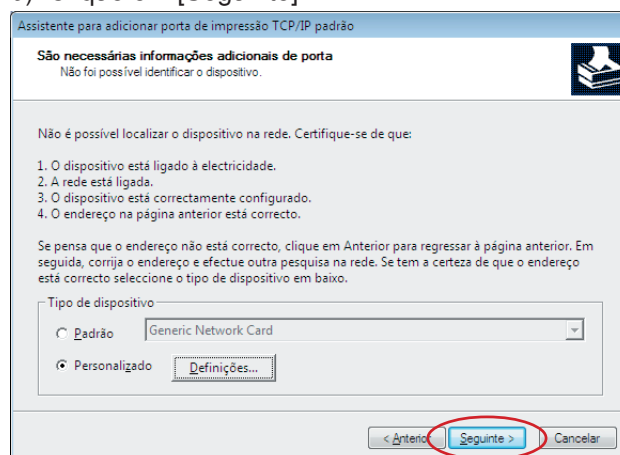 Assistente para adicionar porta de impressão TCP/IP padrão
São necessárias informações adicionais de porta
Não foi possível identificar o dispositivo.
Não é possível localizar o dispositivo na rede. Certifique-se de que:
1. O dispositivo está ligado à electricidade.
2. A rede está ligada.
3. O dispositivo está correctamente configurado.
4. O endereço na página anterior está correcto.
Se pensa que o endereço não está correcto, clique em Anterior para regressar à página anterior. Em
seguida, corrija o endereço e efectue outra pesquisa na rede. Se tem a certeza de que o endereço
está correcto seleccione o tipo de dispositivo em baixo.
Tipo de dispositivo
Padrão Generic Network Card
Personalizado Definições...
< Anterior Seguinte > Cancelar